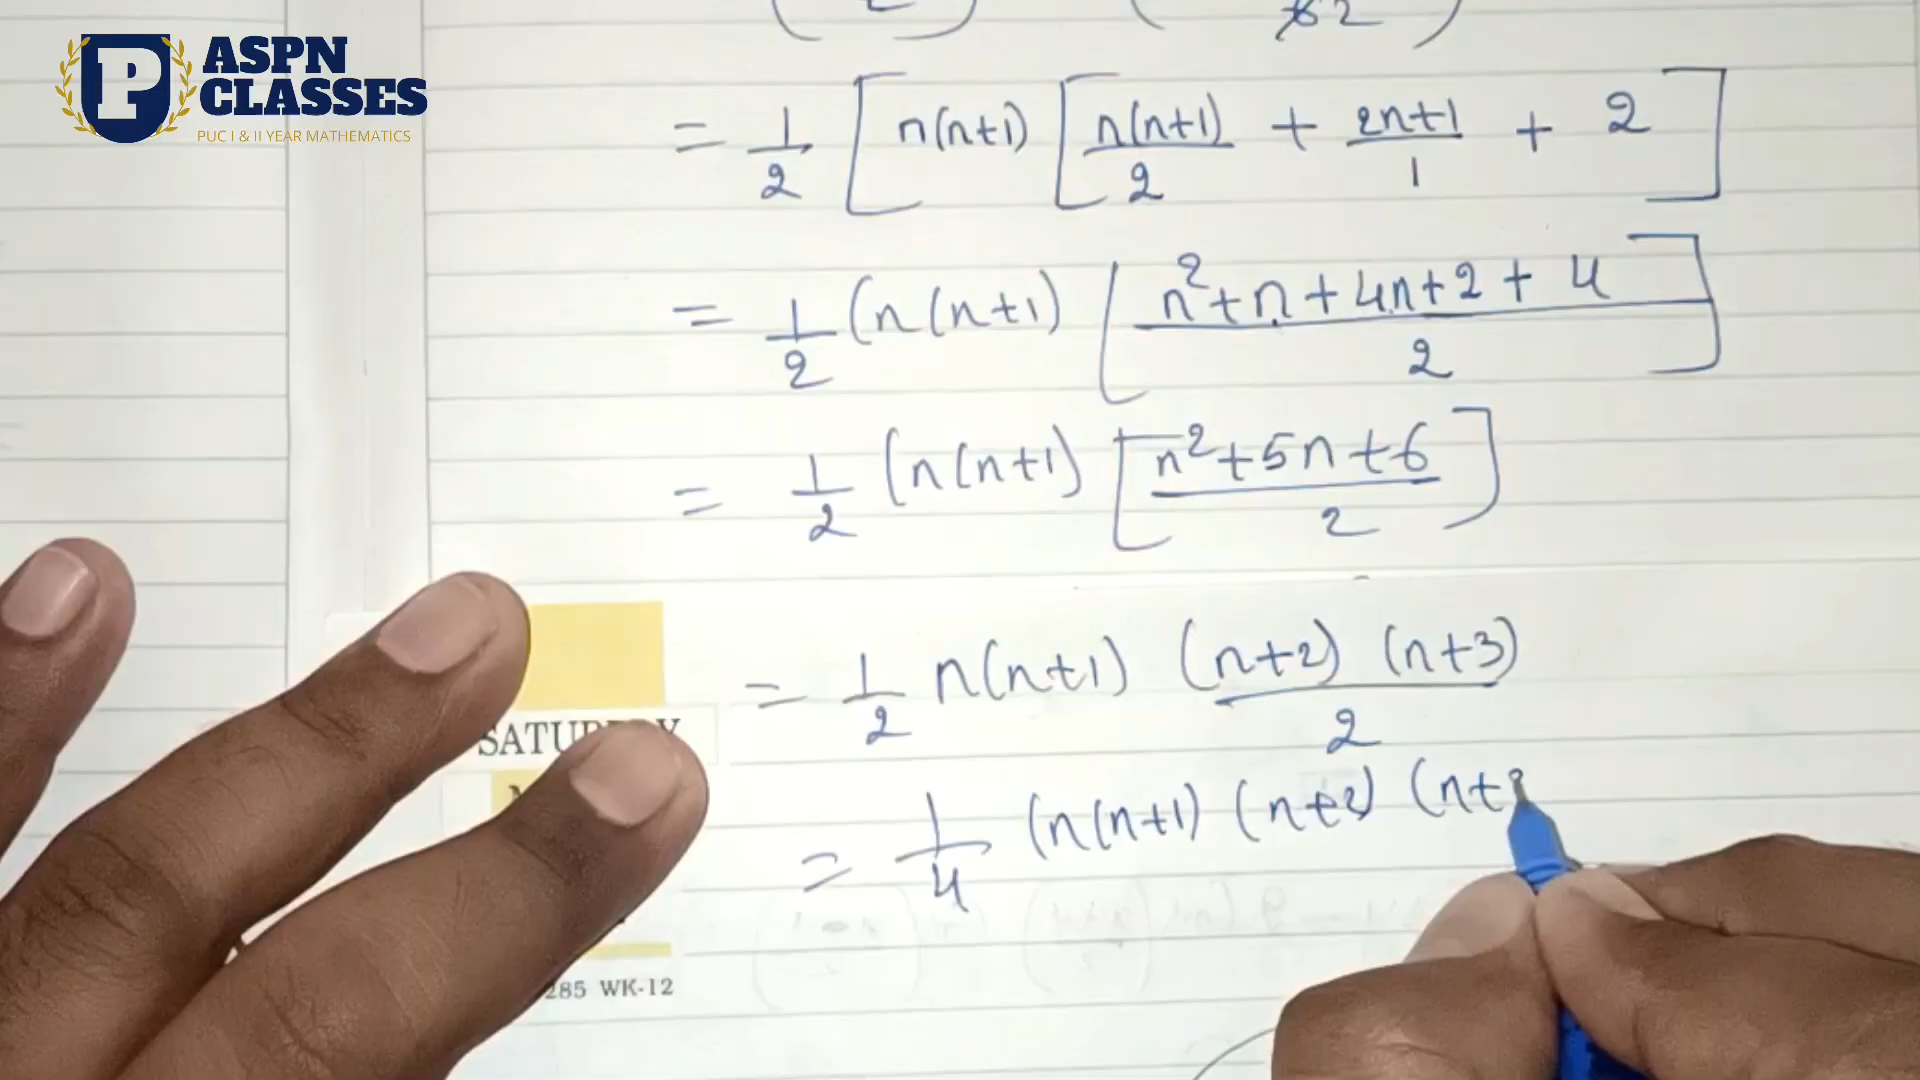 ASPN
CLASSES
PUC I & II YEAR MATHEMATICS
P
= 1/2 [ n(n+1) [ n(n+1)/2 + 2n+1/1 + 2 ]
= 1/2 (n(n+1) [ n²+n+4n+2+4 / 2 ]
= 1/2 (n(n+1) [ n²+5n+6 / 2 ]
= 1/2 n(n+1) (n+2) (n+3) / 2
= 1/4 (n(n+1) (n+2) (n+
285 WK-12